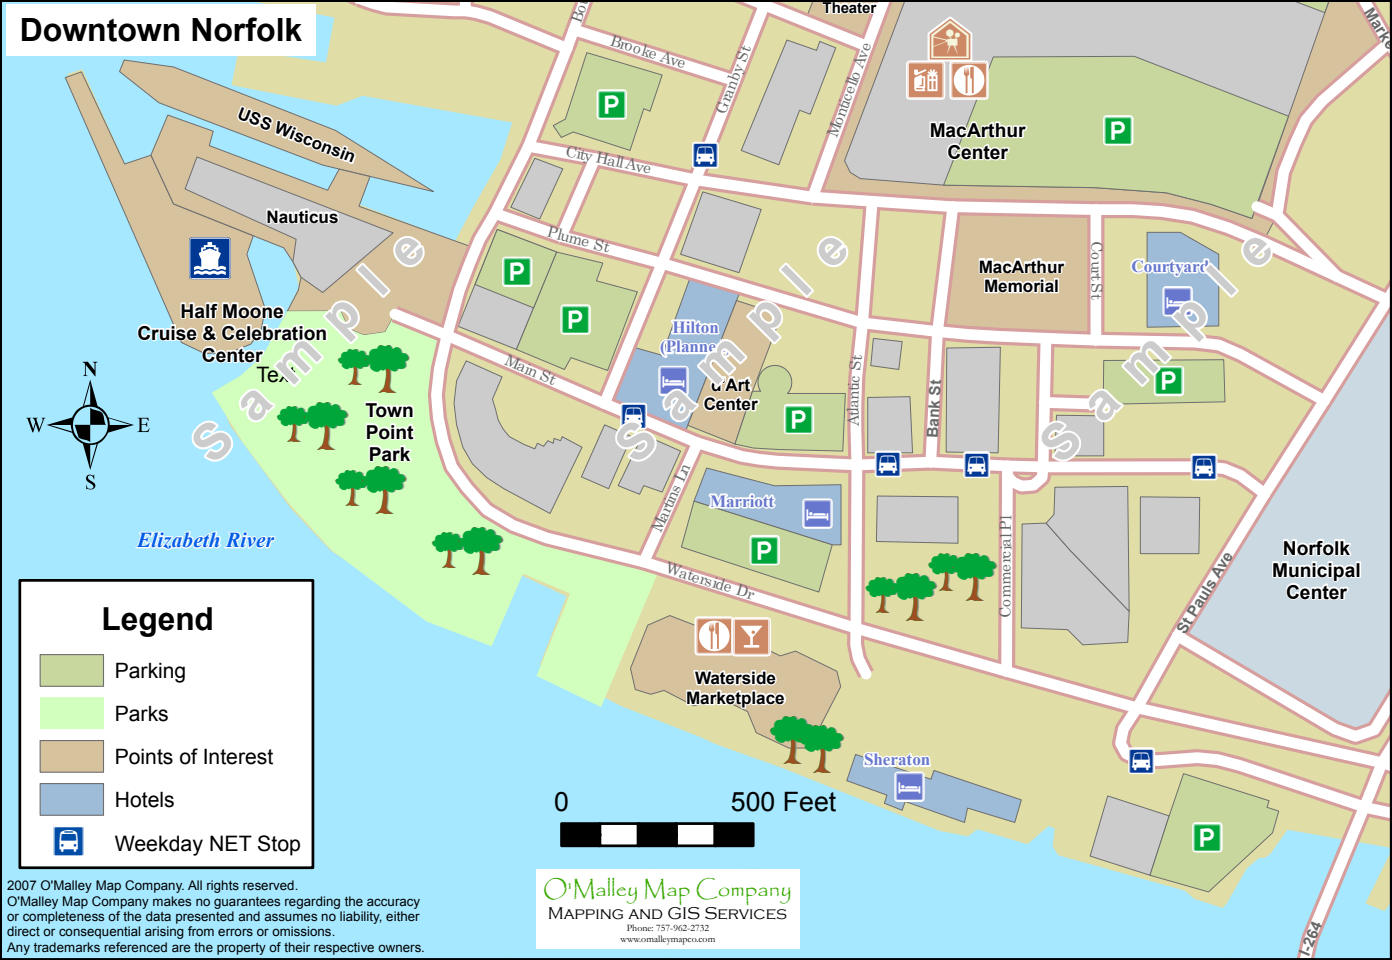 Downtown Norfolk
Theater
Brooke Ave
Granby St
Monticello Ave
USS Wisconsin
City Hall Ave
P
MacArthur
Center
P
Nauticus
Plume St
P
P
MacArthur
Memorial
Court St
Courtyard
Half Moone
Cruise & Celebration
Center
Text
Hilton
(Planne
d'Art
Center
P
P
Main St
Atlantic St
Bank St
N
W
E
S
Town
Point
Park
Sample
Sample
Sample
Martins Ln
Marriott
P
Commercial Pl
Elizabeth River
Waterside Dr
St Pauls Ave
Norfolk
Municipal
Center
Waterside
Marketplace
Sheraton
P
I-264
Legend
Parking
Parks
Points of Interest
Hotels
Weekday NET Stop
0
500 Feet
O'Malley Map Company
Mapping and GIS Services
Phone: 757-962-2732
www.omalleymapco.com
2007 O'Malley Map Company. All rights reserved.
O'Malley Map Company makes no guarantees regarding the accuracy
or completeness of the data presented and assumes no liability, either
direct or consequential arising from errors or omissions.
Any trademarks referenced are the property of their respective owners.